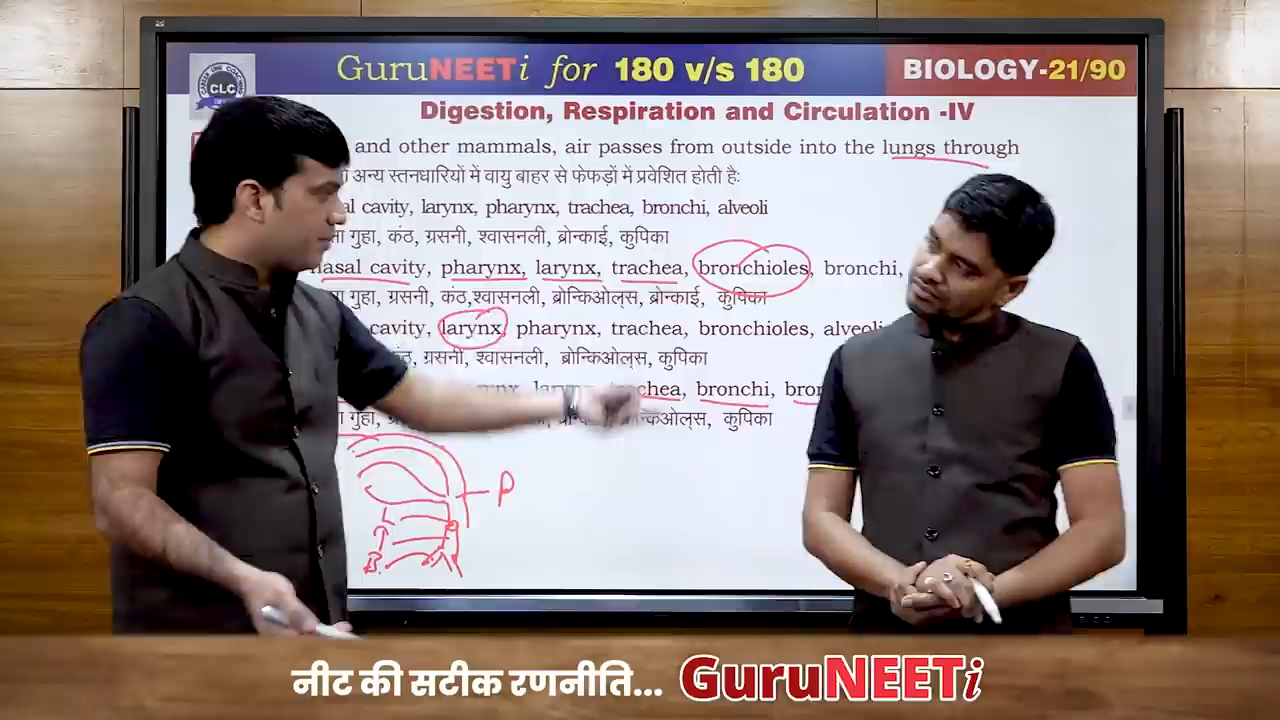 GuruNEETi for 180 v/s 180
BIOLOGY-21/90
CLC
Digestion, Respiration and Circulation -IV
and other mammals, air passes from outside into the lungs through
अन्य स्तनधारियों में वायु बाहर से फेफड़ों में प्रवेशित होती हैः
cavity, larynx, pharynx, trachea, bronchi, alveoli
गुहा, कंठ, ग्रसनी, श्वासनली, ब्रोन्काई, कुपिका
nasal cavity, pharynx, larynx, trachea, bronchioles, bronchi,
गुहा, ग्रसनी, कंठ,श्वासनली, ब्रोन्किओल्स, ब्रोन्काई, कुपिका
cavity, larynx, pharynx, trachea, bronchioles, alveoli
ग्रसनी, श्वासनली, ब्रोन्किओल्स, कुपिका
bronchi,
गुहा, कुपिका
P
B.
नीट की सटीक रणनीति... GuruNEETi